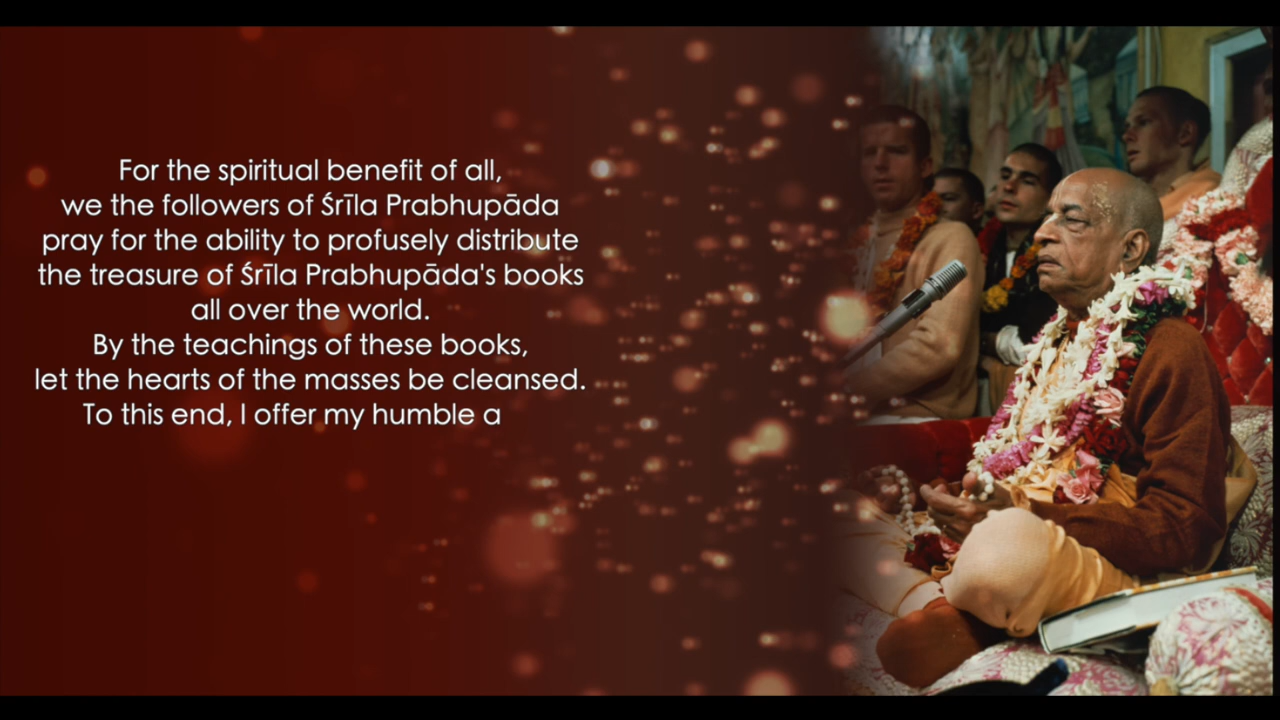 For the spiritual benefit of all,
we the followers of Śrīla Prabhupāda
pray for the ability to profusely distribute
the treasure of Śrīla Prabhupāda's books
all over the world.
By the teachings of these books,
let the hearts of the masses be cleansed.
To this end, I offer my humble a